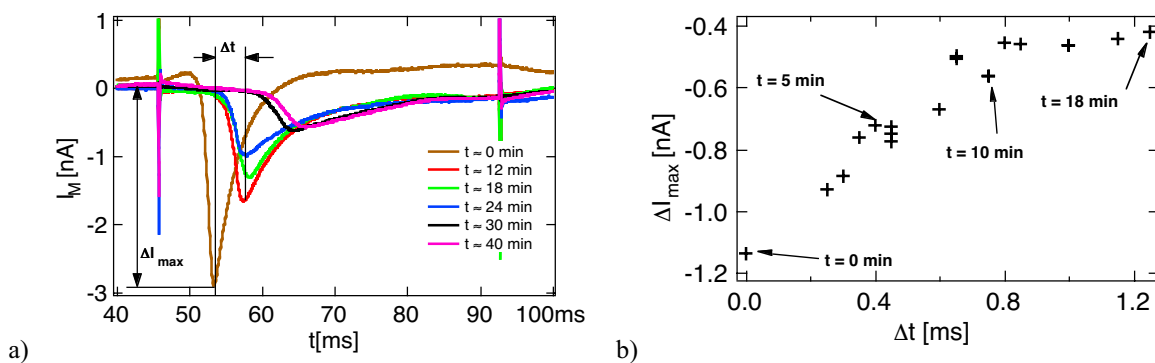 1
0
-1
-2
-3
I_M [nA]
40
50
60
70
80
90
100ms
t[ms]
Δt
ΔI_max
t ≈ 0 min
t ≈ 12 min
t ≈ 18 min
t ≈ 24 min
t ≈ 30 min
t ≈ 40 min
a)
-0.4
-0.6
-0.8
-1.0
-1.2
ΔI_max [nA]
0.0
0.4
0.8
1.2
Δt [ms]
t = 5 min
t = 18 min
t = 10 min
t = 0 min
b)